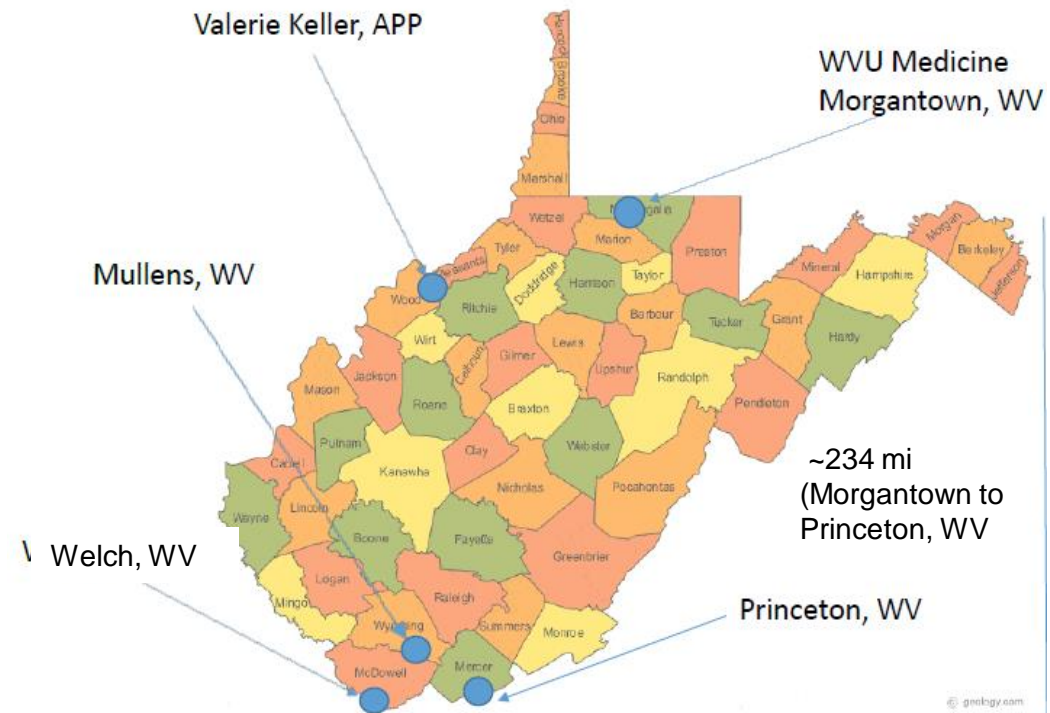 Valerie Keller, APP
WVU Medicine
Morgantown, WV
Mullens, WV
Welch, WV
~234 mi
(Morgantown to
Princeton, WV
Princeton, WV
Hancock
Brooke
Ohio
Marshall
Wetzel
Marion
Preston
Tyler
Wood
Ritchie
Doddridge
Harrison
Taylor
Barbour
Tucker
Grant
Mineral
Hampshire
Morgan
Berkeley
Jefferson
Hardy
Wirt
Calhoun
Gilmer
Lewis
Upshur
Randolph
Pendleton
Mason
Jackson
Roane
Braxton
Webster
Putnam
Kanawha
Clay
Nicholas
Pocahontas
Cabell
Wayne
Lincoln
Boone
Fayette
Greenbrier
Mingo
Logan
Raleigh
Summers
Monroe
McDowell
Mercer
© geology.com